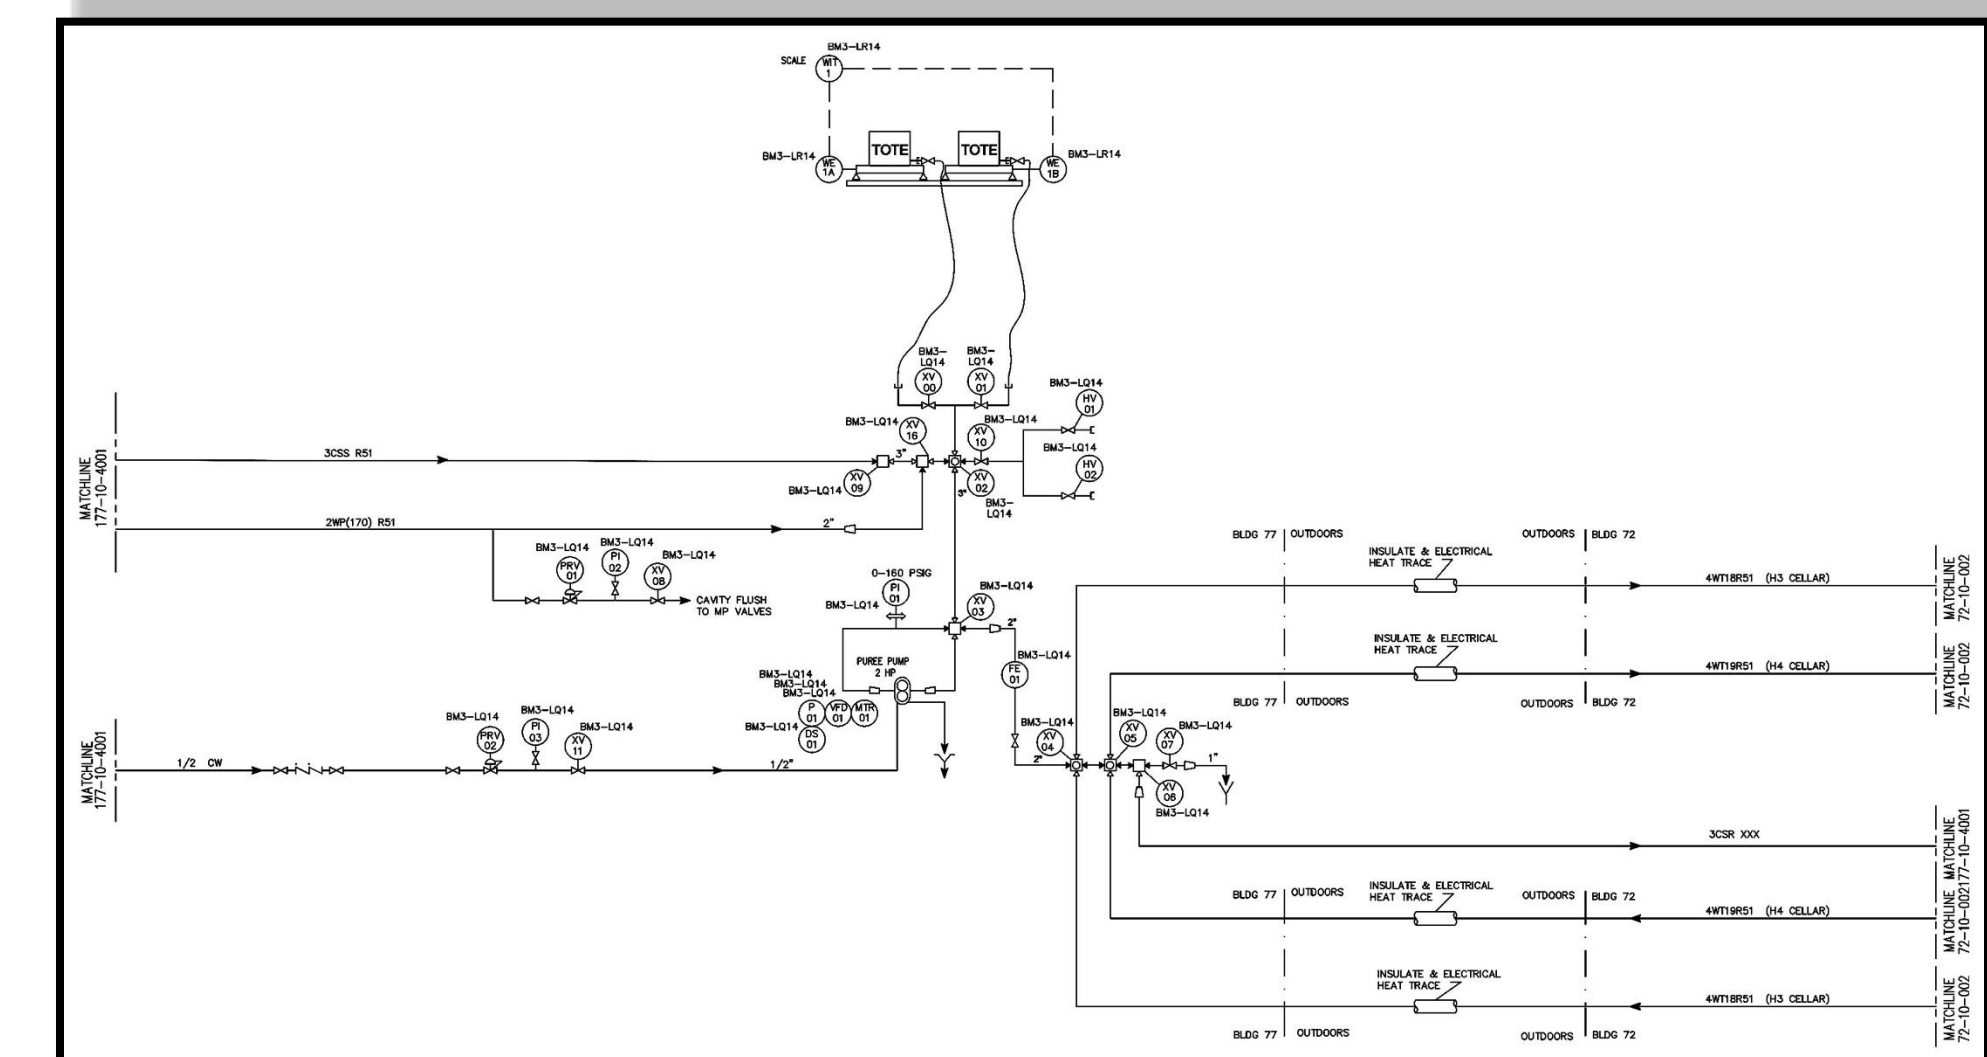 BM3-LR14
SCALE
WIT
1
BM3-LR14
WE
1A
TOTE
TOTE
WE
1B
BM3-LR14
BM3-
LQ14
XV
00
BM3-
LQ14
XV
01
BM3-LQ14
HV
01
BM3-LQ14
XV
16
BM3-LQ14
XV
10
BM3-LQ14
HV
02
MATCHLINE
177-10-4001
3CSS R51
3"
BM3-LQ14
XV
09
3"
XV
02
BM3-
LQ14
2WP(170) R51
2"
BM3-LQ14
PRV
01
BM3-LQ14
PI
02
BM3-LQ14
XV
08
CAVITY FLUSH
TO MP VALVES
0-160 PSIG
PI
01
BM3-LQ14
BM3-LQ14
XV
03
2"
PUREE PUMP
2 HP
BM3-LQ14
FE
01
BM3-LQ14
BM3-LQ14
BM3-LQ14
P
01
VFD
01
MTR
01
BM3-LQ14
DS
01
MATCHLINE
177-10-4001
1/2 CW
BM3-LQ14
PRV
02
BM3-LQ14
PI
03
BM3-LQ14
XV
11
1/2"
BM3-LQ14
XV
04
2"
BM3-LQ14
XV
05
BM3-LQ14
XV
07
1"
XV
06
BM3-LQ14
BLDG 77
OUTDOORS
OUTDOORS
BLDG 72
INSULATE & ELECTRICAL
HEAT TRACE
4WT18R51 (H3 CELLAR)
MATCHLINE
72-10-002
INSULATE & ELECTRICAL
HEAT TRACE
4WT19R51 (H4 CELLAR)
MATCHLINE
72-10-002
BLDG 77
OUTDOORS
OUTDOORS
BLDG 72
3CSR XXX
MATCHLINE
177-10-4001
BLDG 77
OUTDOORS
INSULATE & ELECTRICAL
HEAT TRACE
OUTDOORS
BLDG 72
4WT19R51 (H4 CELLAR)
MATCHLINE
72-10-002
INSULATE & ELECTRICAL
HEAT TRACE
4WT18R51 (H3 CELLAR)
MATCHLINE
72-10-002
BLDG 77
OUTDOORS
OUTDOORS
BLDG 72